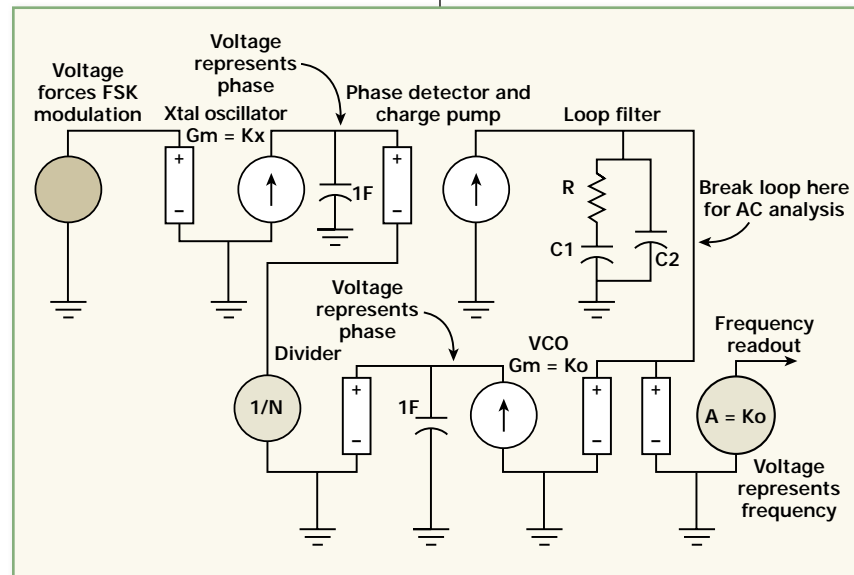 Voltage
forces FSK
modulation
Xtal oscillator
Gm = Kx
Voltage
represents
phase
Phase detector and
charge pump
Loop filter
+
−
1F
+
−
R
C1
C2
Break loop here
for AC analysis
Voltage
represents
phase
Divider
1/N
+
−
1F
VCO
Gm = Ko
+
−
+
−
Frequency
readout
A = Ko
Voltage
represents
frequency